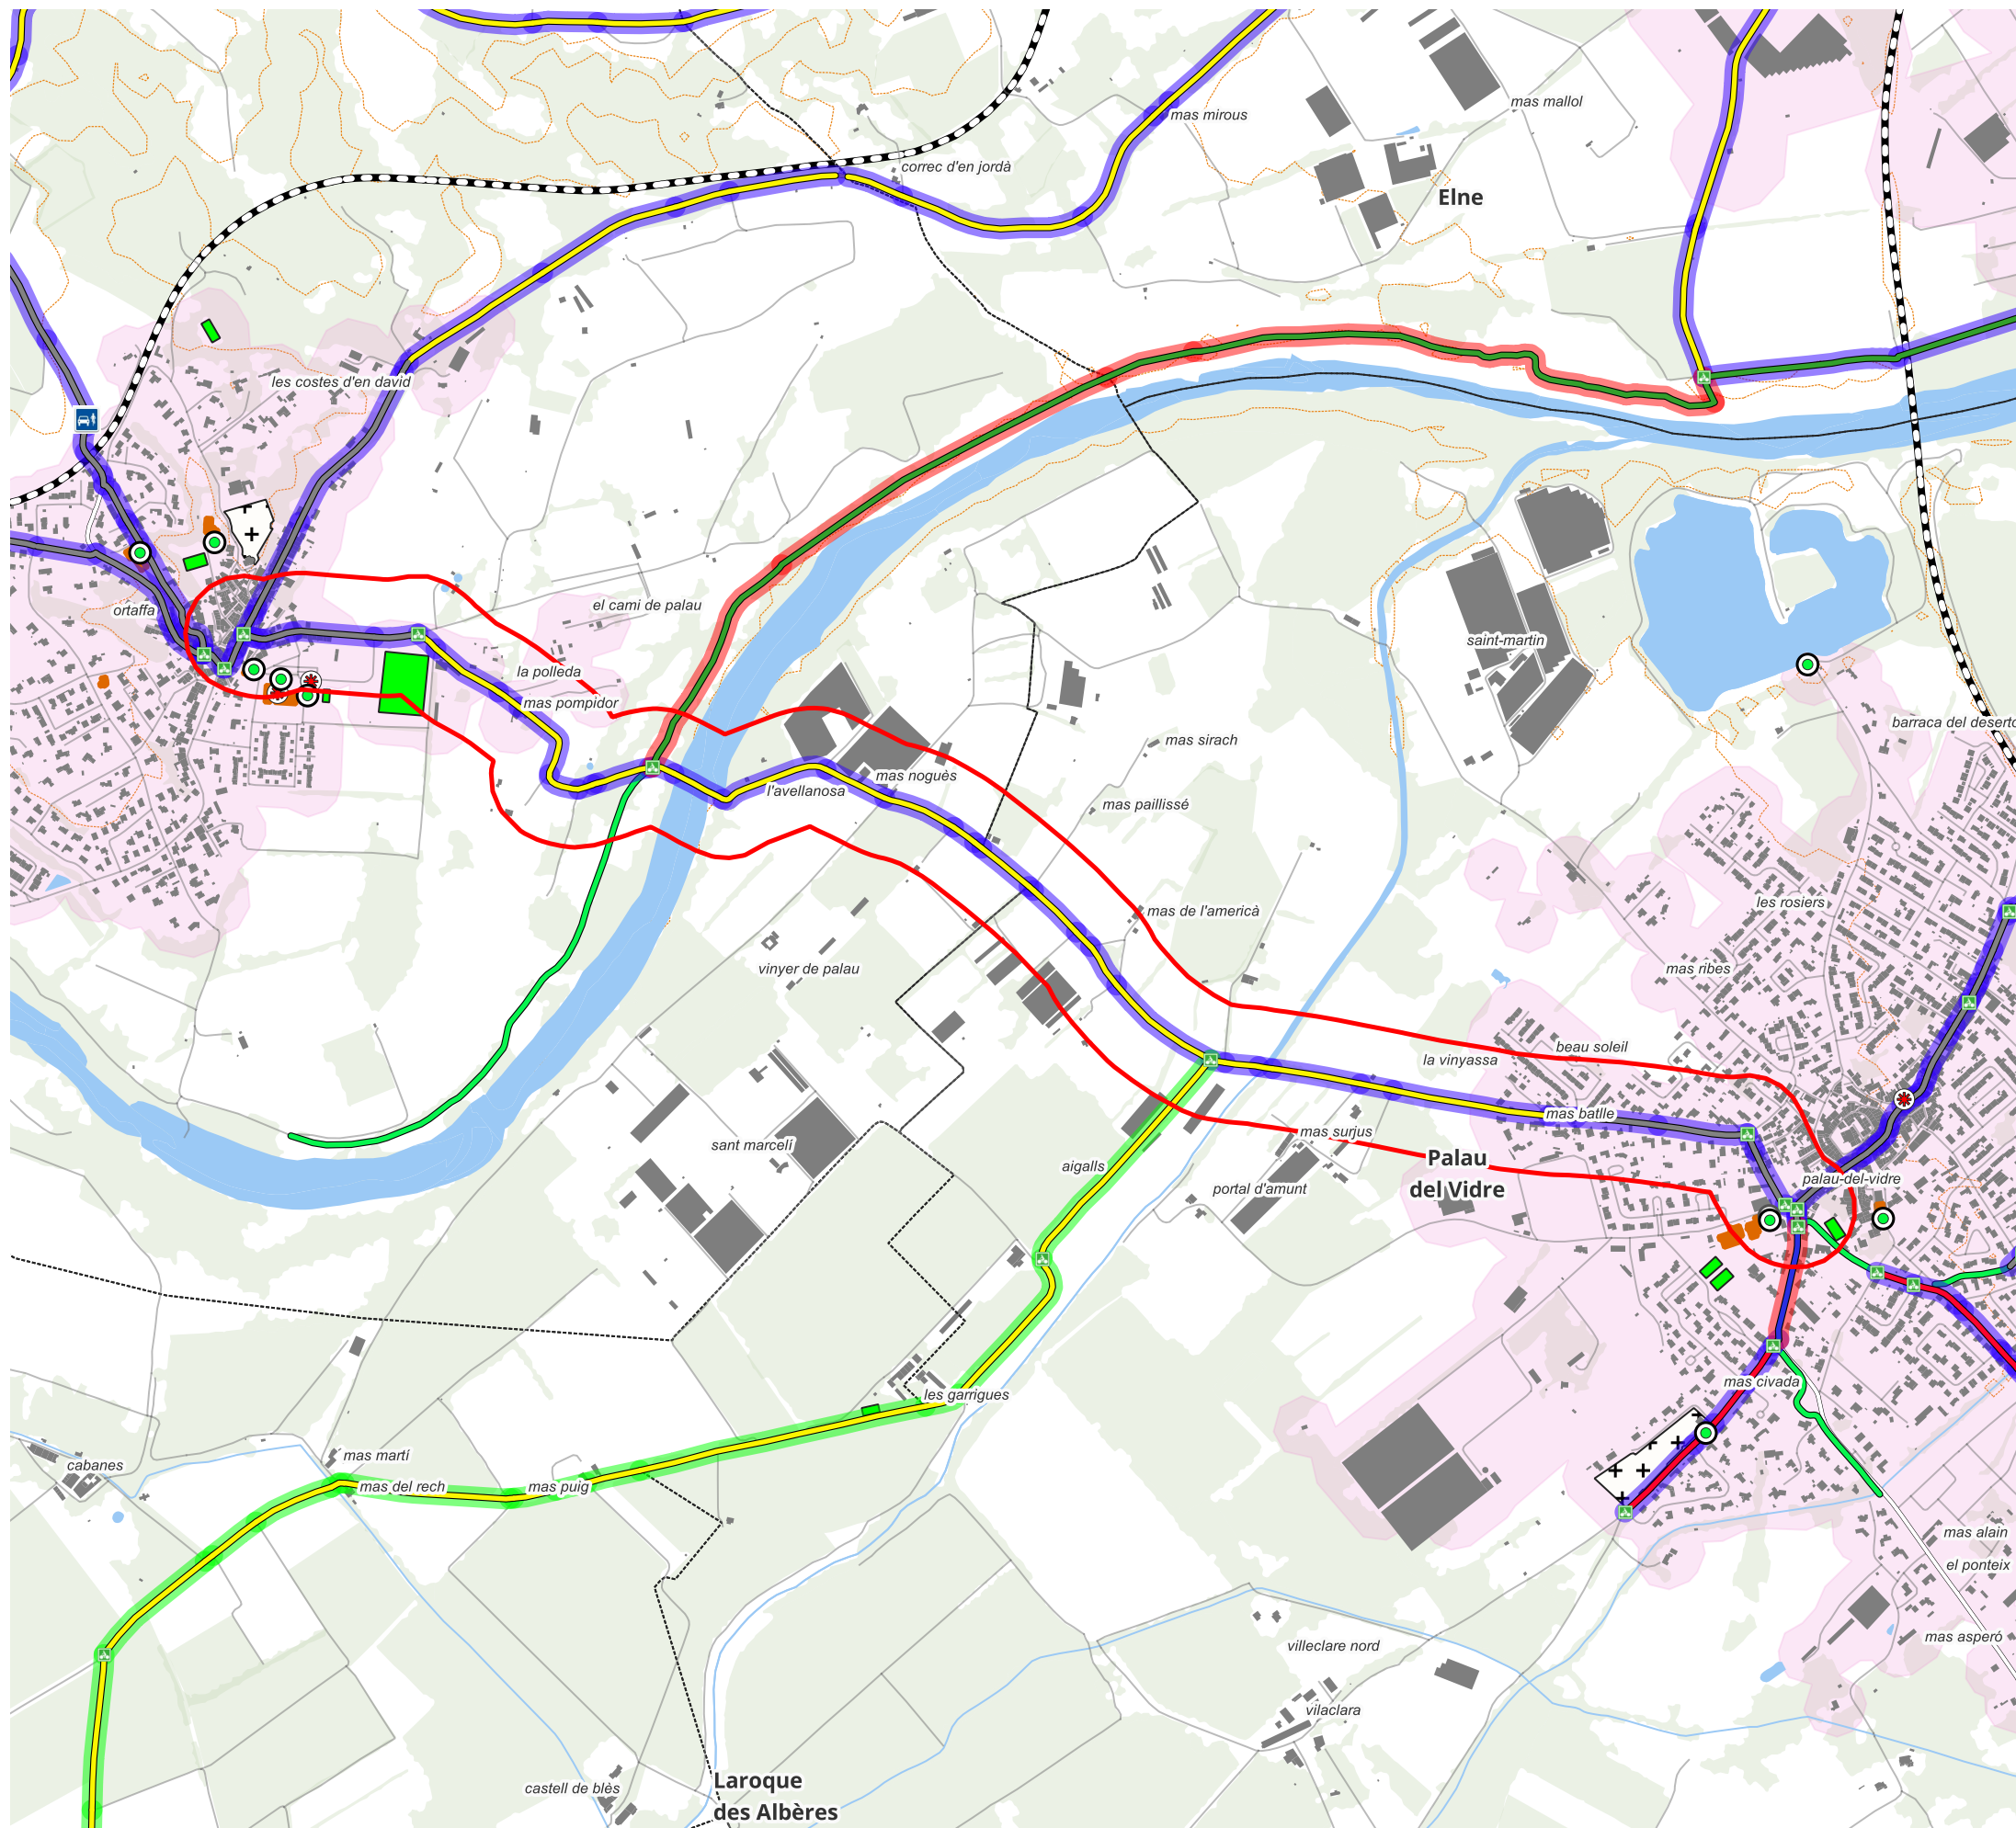 mas mallol
mas mirous
correc d'en jordà
Elne
les costes d'en david
ortaffa
el cami de palau
la polleda
mas pompidor
saint-martin
barraca del deserto
mas sirach
mas noguès
l'avellanosa
mas paillissé
les rosiers
mas de l'americà
vinyer de palau
mas ribes
beau soleil
la vinyassa
mas batlle
mas surjus
sant marcelí
aigalls
Palau
del Vidre
portal d'amunt
palau-del-vidre
mas civada
les garrigues
mas martí
cabanes
mas del rech
mas puig
mas alain
el ponteix
mas asperó
villeclare nord
vilaclara
castell de blès
Laroque
des Albères